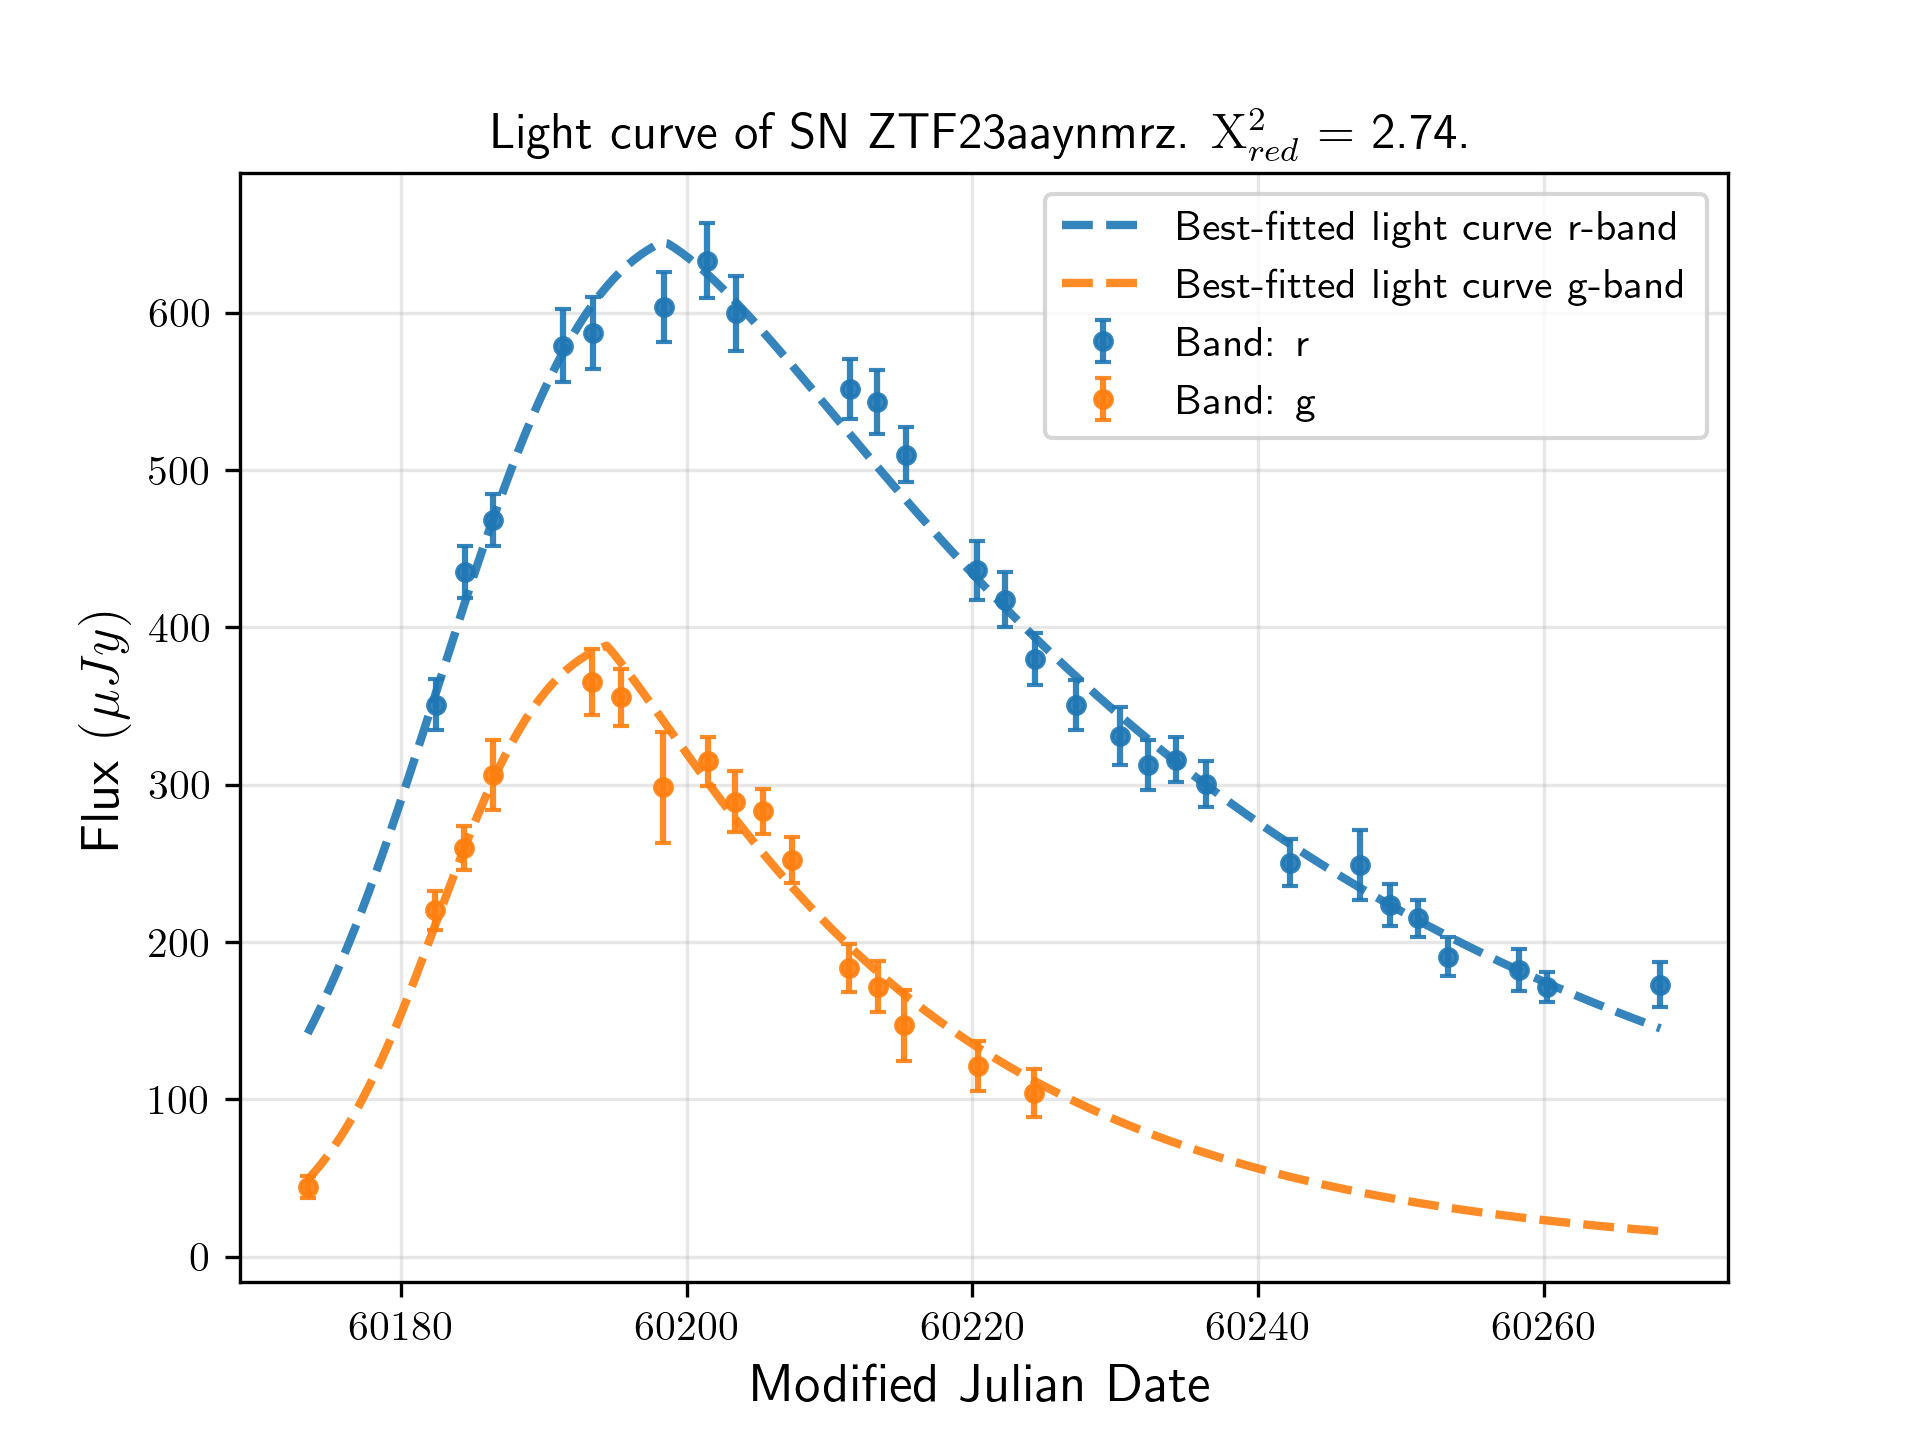 Light curve of SN ZTF23aaynmrz. X²_red = 2.74.
Best-fitted light curve r-band
Best-fitted light curve g-band
Band: r
Band: g
Flux (μJy)
600
500
400
300
200
100
0
60180 60200 60220 60240 60260
Modified Julian Date